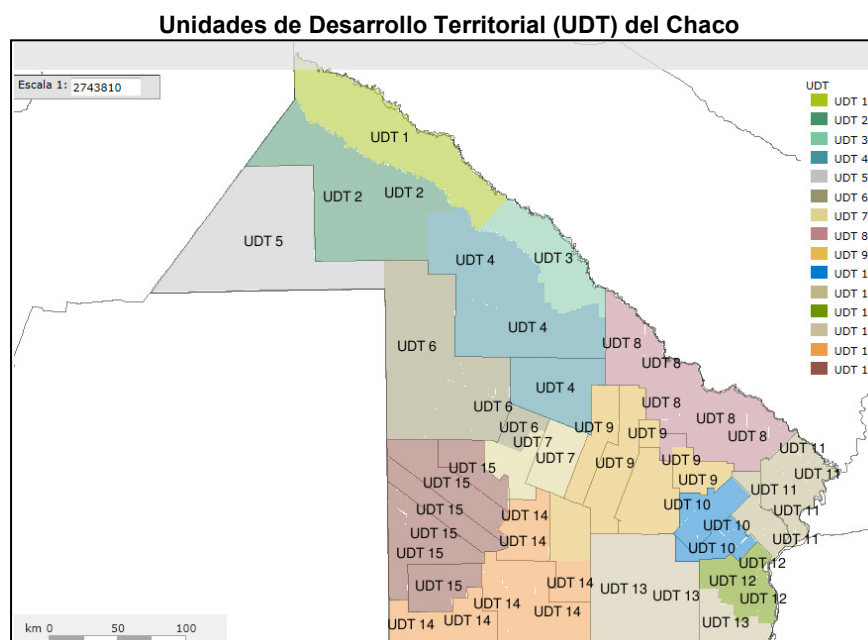 Unidades de Desarrollo Territorial (UDT) del Chaco
Escala 1: 2743810
UDT
UDT 1
UDT 2
UDT 3
UDT 4
UDT 5
UDT 6
UDT 7
UDT 8
UDT 9
UDT 1
UDT 1
UDT 1
UDT 1
UDT 1
UDT 1
UDT 1
UDT 2
UDT 2
UDT 5
UDT 4
UDT 3
UDT 4
UDT 6
UDT 8
UDT 8
UDT 4
UDT 8
UDT 6
UDT 8
UDT 6
UDT 9
UDT 9
UDT 8
UDT 7
UDT 11
UDT 7
UDT 9
UDT 9
UDT 15
UDT 9
UDT 11
UDT 15
UDT 11
UDT 10
UDT 11
UDT 15
UDT 14
UDT 10
UDT 15
UDT 14
UDT 10
UDT 11
UDT 15
UDT 12
UDT 15
UDT 14
UDT 13
UDT 12
UDT 12
UDT 14
UDT 14
UDT 14
UDT 13
km 0 50 100